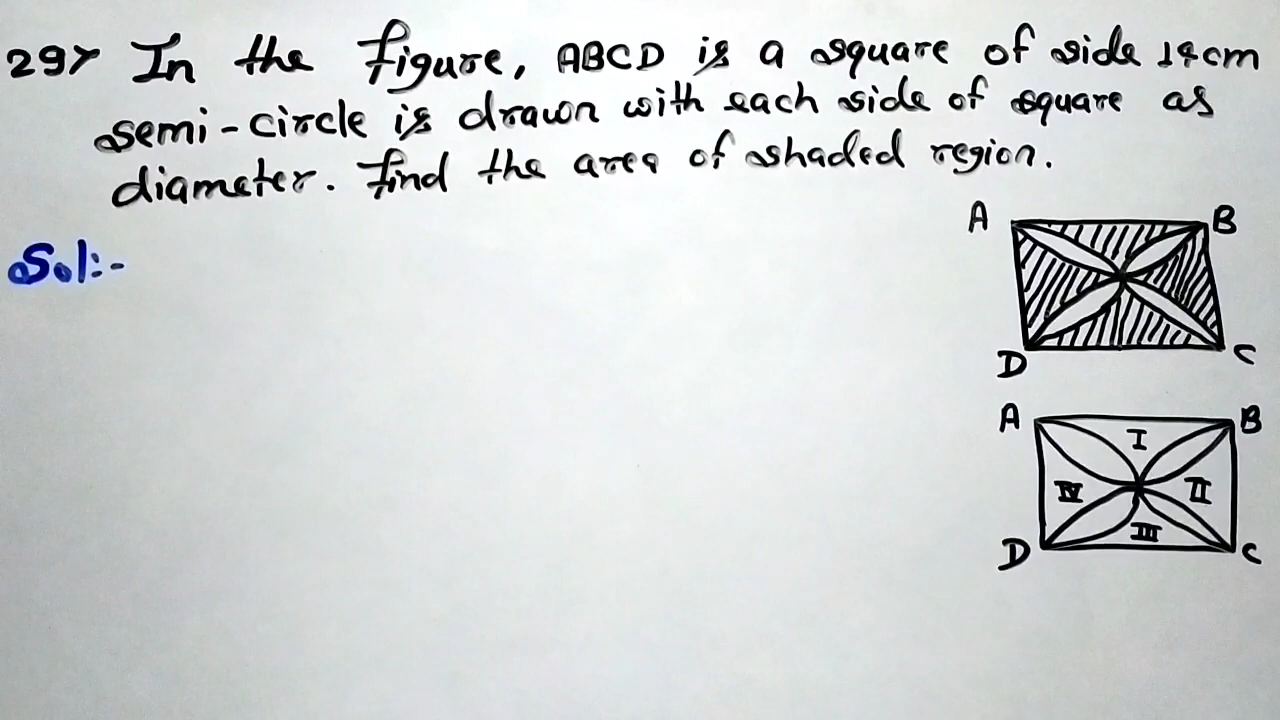 29> In the figure, ABCD is a square of side 14cm
semi-circle is drawn with each side of square as
diameter. find the area of shaded region.
Sol:-
A B
D C
A B
I
IV II
III
D C